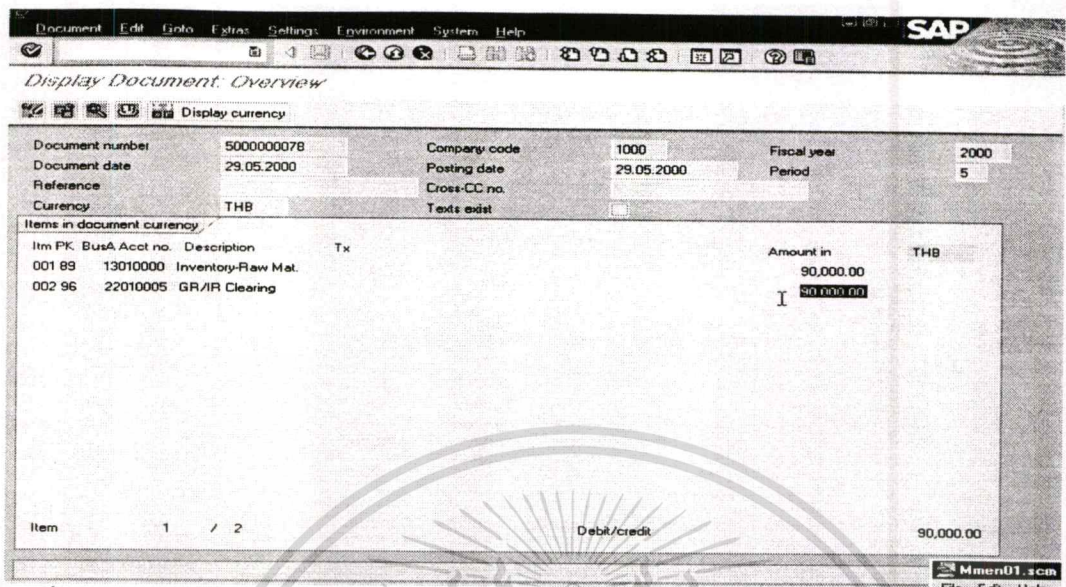 Document Edit Goto Extras Settings Environment System Help
SAP
Display Document: Overview
Display currency
Document number 5000000078 Company code 1000 Fiscal year 2000
Document date 29.05.2000 Posting date 29.05.2000 Period 5
Reference Cross-CC no.
Currency THB Texts exist
Items in document currency
Itm PK BusA Acct no. Description Tx Amount in THB
001 89 13010000 Inventory-Raw Mat. 90,000.00
002 96 22010005 GR/IR Clearing 90,000.00
Item 1 / 2 Debit/credit 90,000.00
Mmen01.scm
File Edit Help